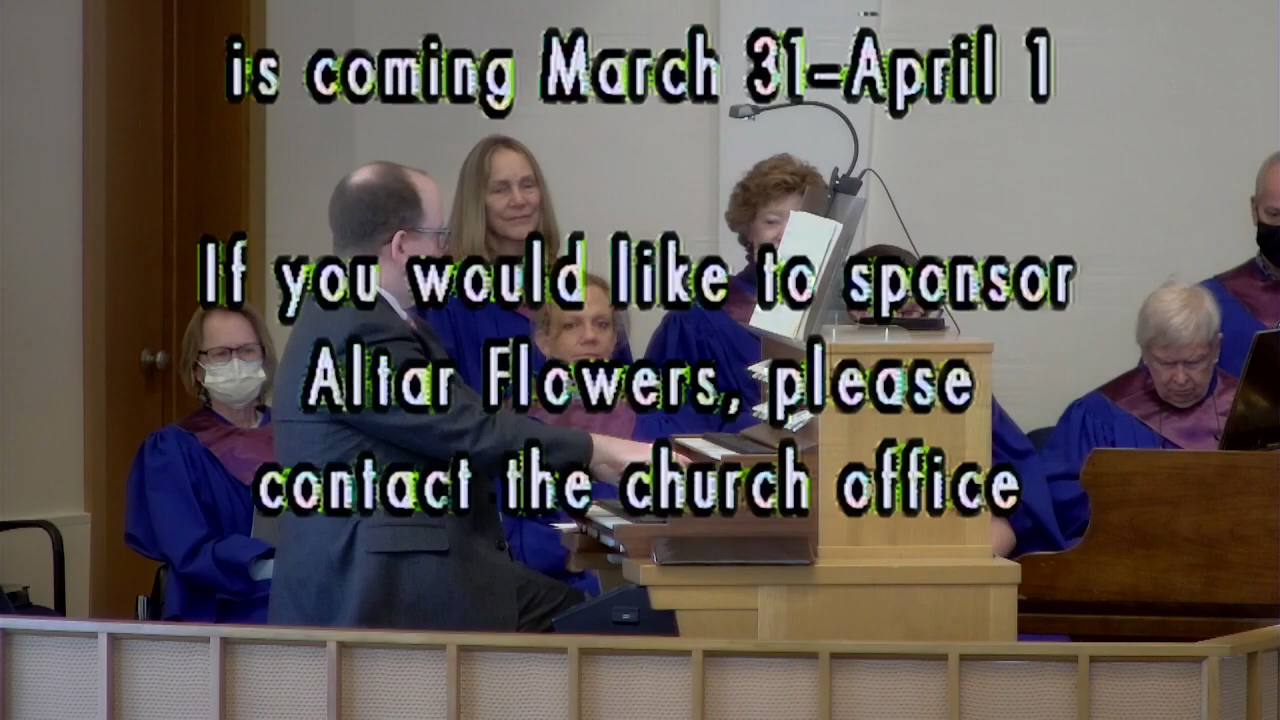 is coming March 31-April 1
If you would like to sponsor
Altar Flowers, please
contact the church office